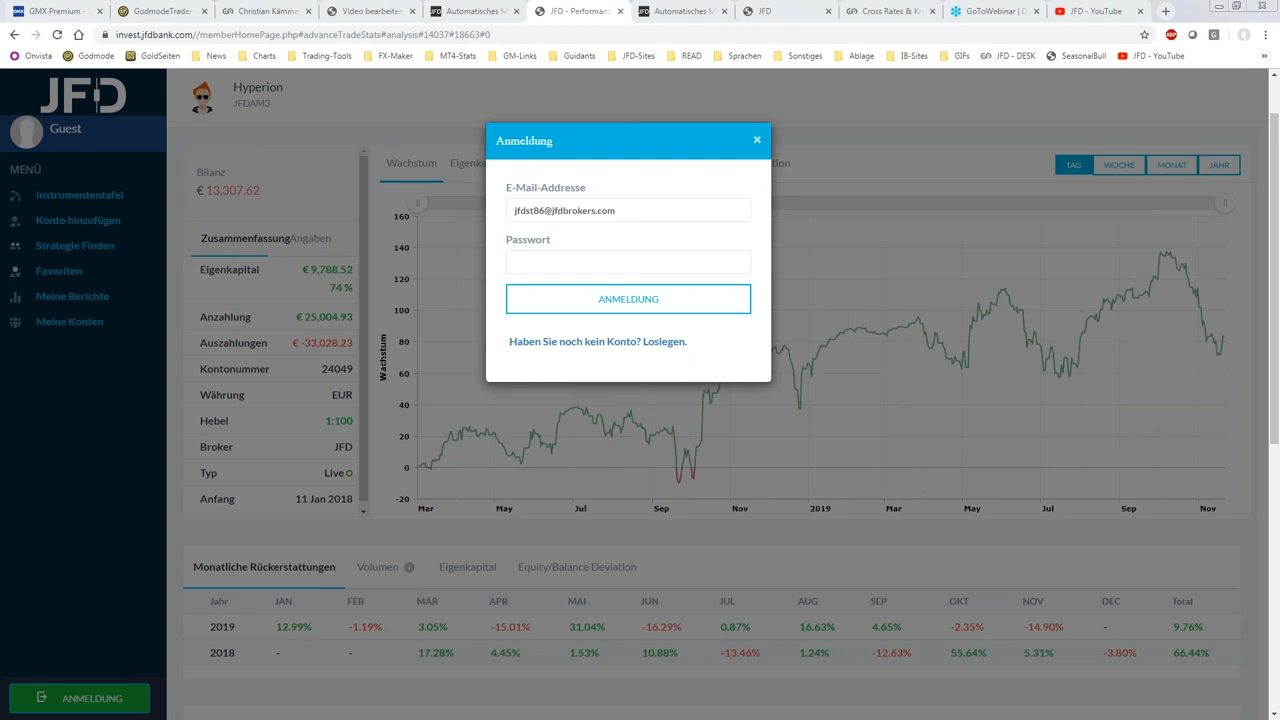 GMX Premium -
GodmodeTrader
Christian Kämme
Video bearbeiten
Automatisches M
JFD - Performan
Automatisches M
JFD
Cross Rates & K
GoToWebinar | D
JFD - YouTube
invest.jfdbank.com//memberHomePage.php#advanceTradeStats#analysis#14037#18663#0
Onvista
Godmode
GoldSeiten
News
Charts
Trading-Tools
FX-Maker
MT4-Stats
GM-Links
Guidants
JFD-Sites
READ
Sprachen
Sonstiges
Ablage
IB-Sites
GIFs
JFD - DESK
SeasonalBull
JFD - YouTube
JFD
Guest
MENÜ
Instrumententafel
Konto hinzufügen
Strategie Finden
Favoriten
Meine Berichte
Meine Konten
ANMELDUNG
Hyperion
JFDAM3
Bilanz
€ 13,307.62
Zusammenfassung Angaben
Eigenkapital € 9,788.52
74 %
Anzahlung € 25,004.93
Auszahlungen € -33,028.23
Kontonummer 24049
Währung EUR
Hebel 1:100
Broker JFD
Typ Live
Anfang 11 Jan 2018
Wachstum Eigenka tion
TAG WOCHE MONAT JAHR
Anmeldung ×
E-Mail-Addresse
jfdst86@jfdbrokers.com
Passwort
ANMELDUNG
Haben Sie noch kein Konto? Loslegen.
Wachstum
160
140
120
100
80
60
40
20
0
-20
Mar May Jul Sep Nov 2019 Mar May Jul Sep Nov
Monatliche Rückerstattungen Volumen Eigenkapital Equity/Balance Deviation
Jahr JAN FEB MÄR APR MAI JUN JUL AUG SEP OKT NOV DEC Total
2019 12.99% -1.19% 3.05% -15.01% 31.04% -16.29% 0.87% 16.63% 4.65% -2.35% -14.90% - 9.76%
2018 - - 17.28% 4.45% 1.53% 10.88% -13.46% 1.24% -12.63% 55.64% 5.31% -3.80% 66.44%